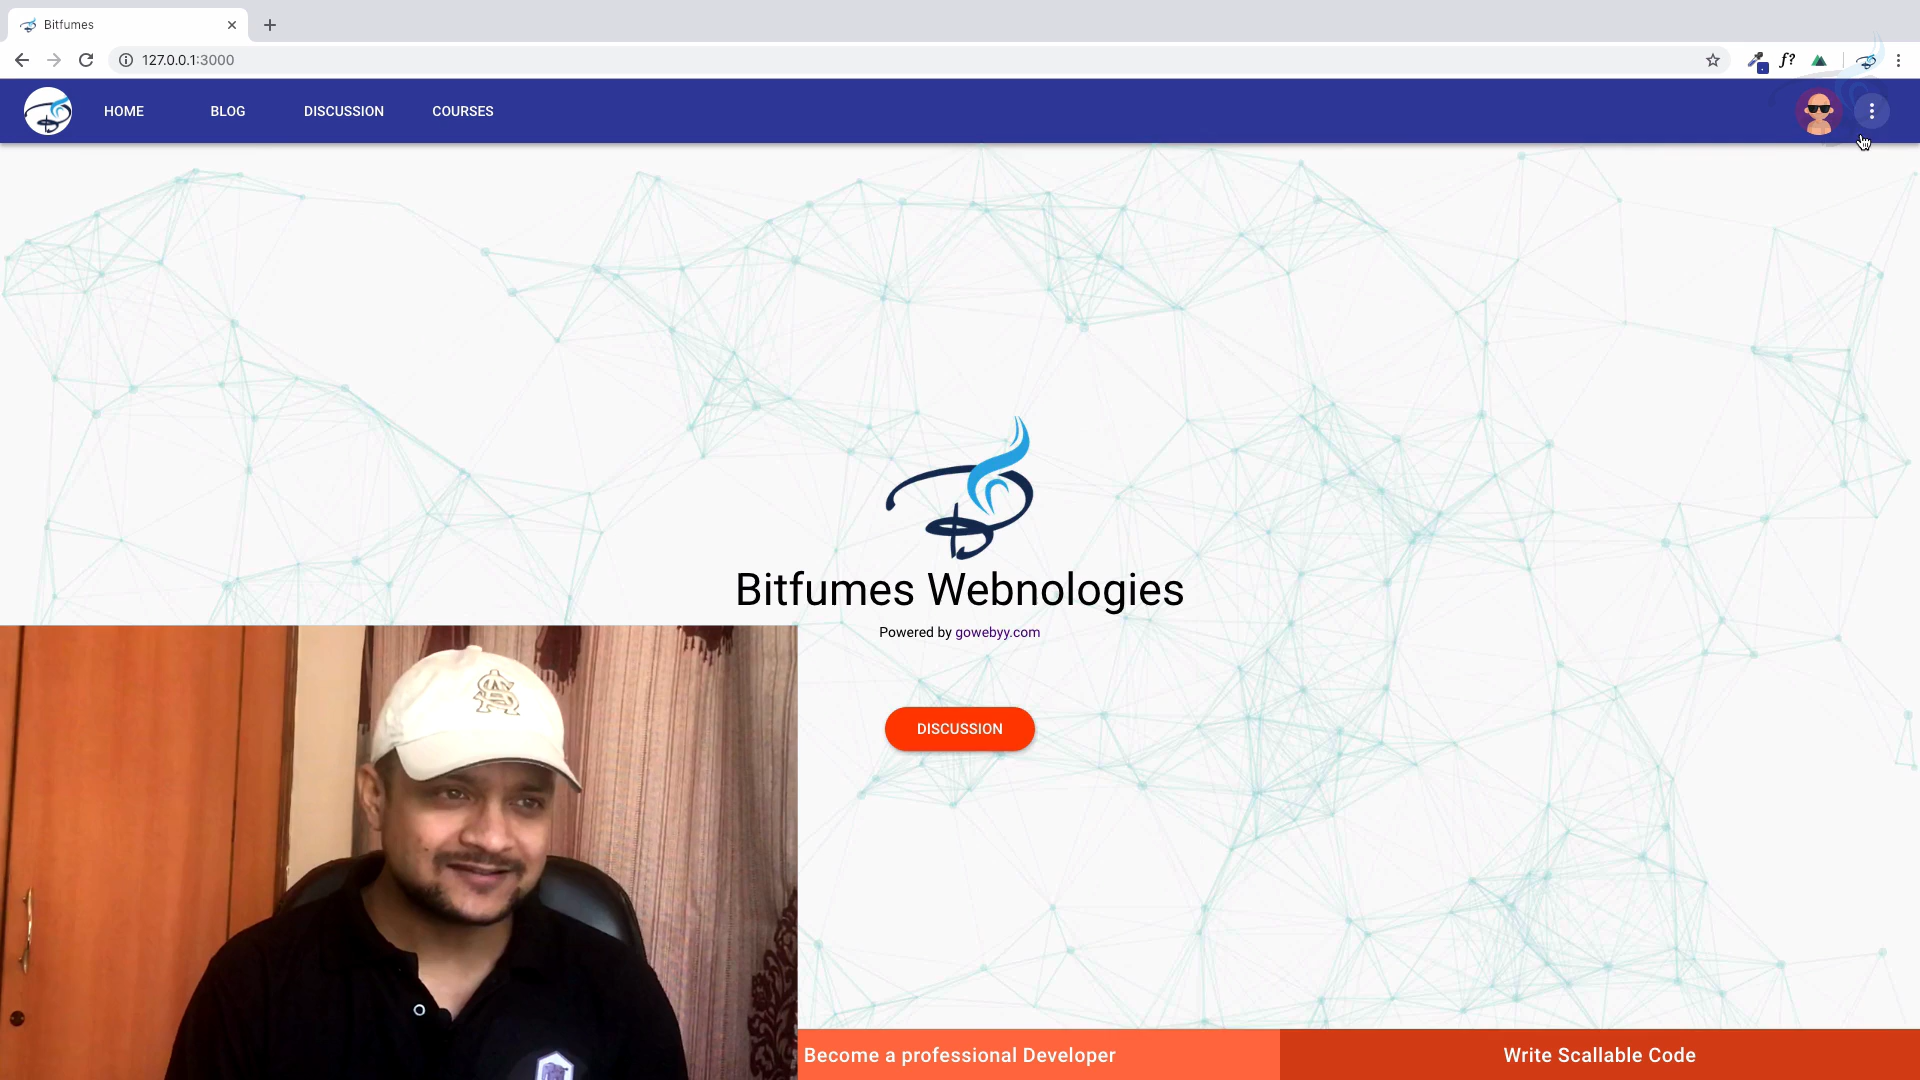 Bitfumes
127.0.0.1:3000
f?
HOME
BLOG
DISCUSSION
COURSES
Bitfumes Webnologies
Powered by gowebyy.com
DISCUSSION
Become a professional Developer
Write Scallable Code